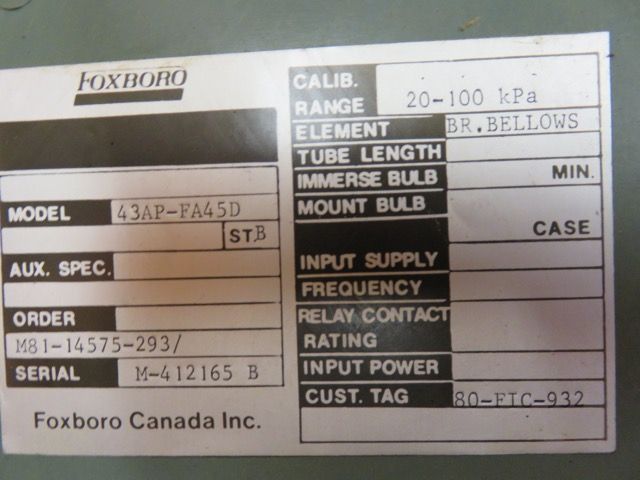 FOXBORO
MODEL 43AP-FA45D
ST.B
AUX. SPEC.
ORDER
M81-14575-293/
SERIAL M-412165 B
Foxboro Canada Inc.
CALIB.
RANGE 20-100 kPa
ELEMENT BR.BELLOWS
TUBE LENGTH
IMMERSE BULB MIN.
MOUNT BULB
CASE
INPUT SUPPLY
FREQUENCY
RELAY CONTACT
RATING
INPUT POWER
CUST. TAG 80-FIC-932